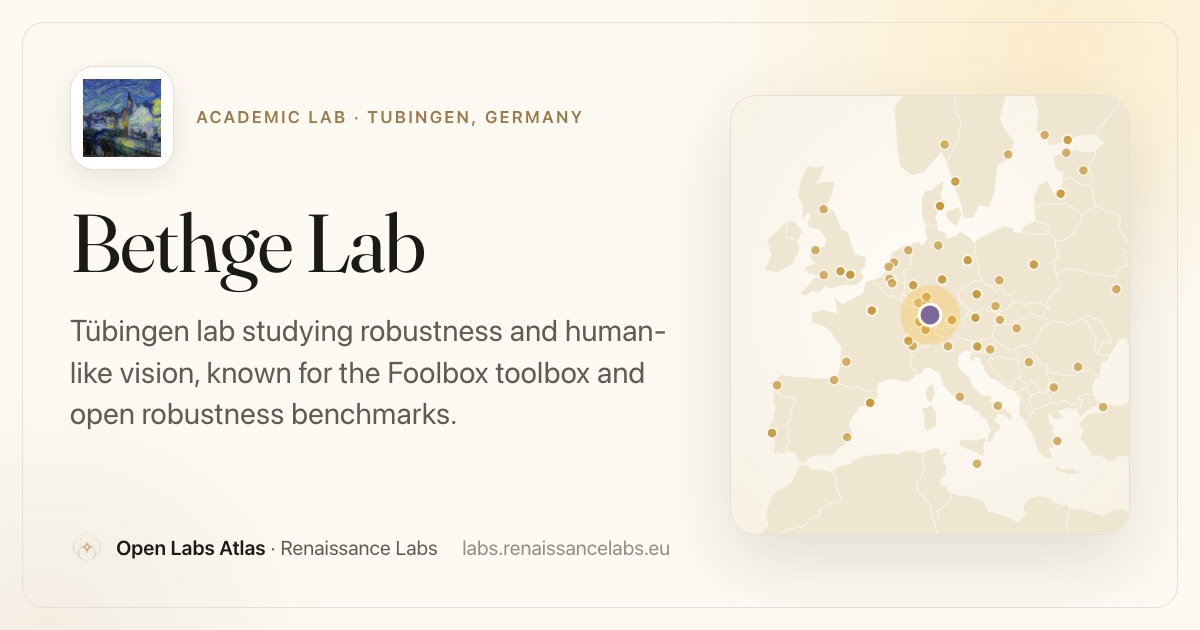 ACADEMIC LAB · TUBINGEN, GERMANY
Bethge Lab
Tübingen lab studying robustness and human-
like vision, known for the Foolbox toolbox and
open robustness benchmarks.
Open Labs Atlas · Renaissance Labs labs.renaissancelabs.eu